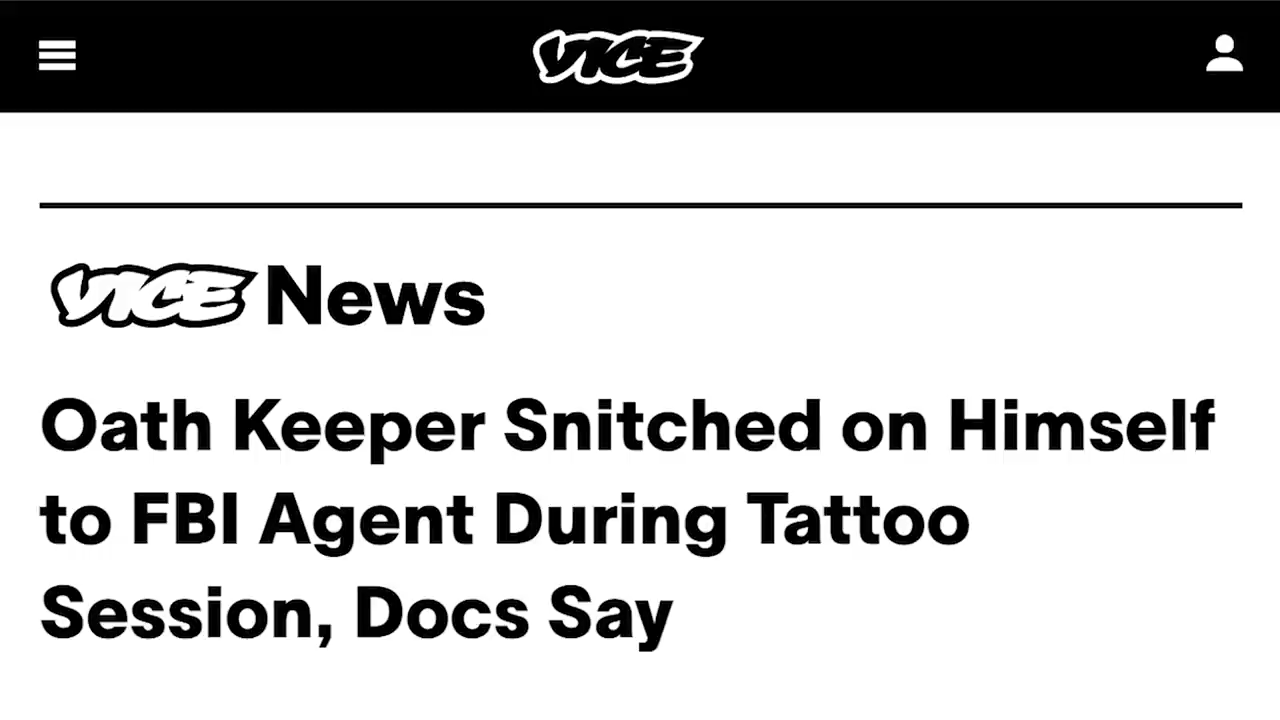 VICE
VICE News
Oath Keeper Snitched on Himself
to FBI Agent During Tattoo
Session, Docs Say